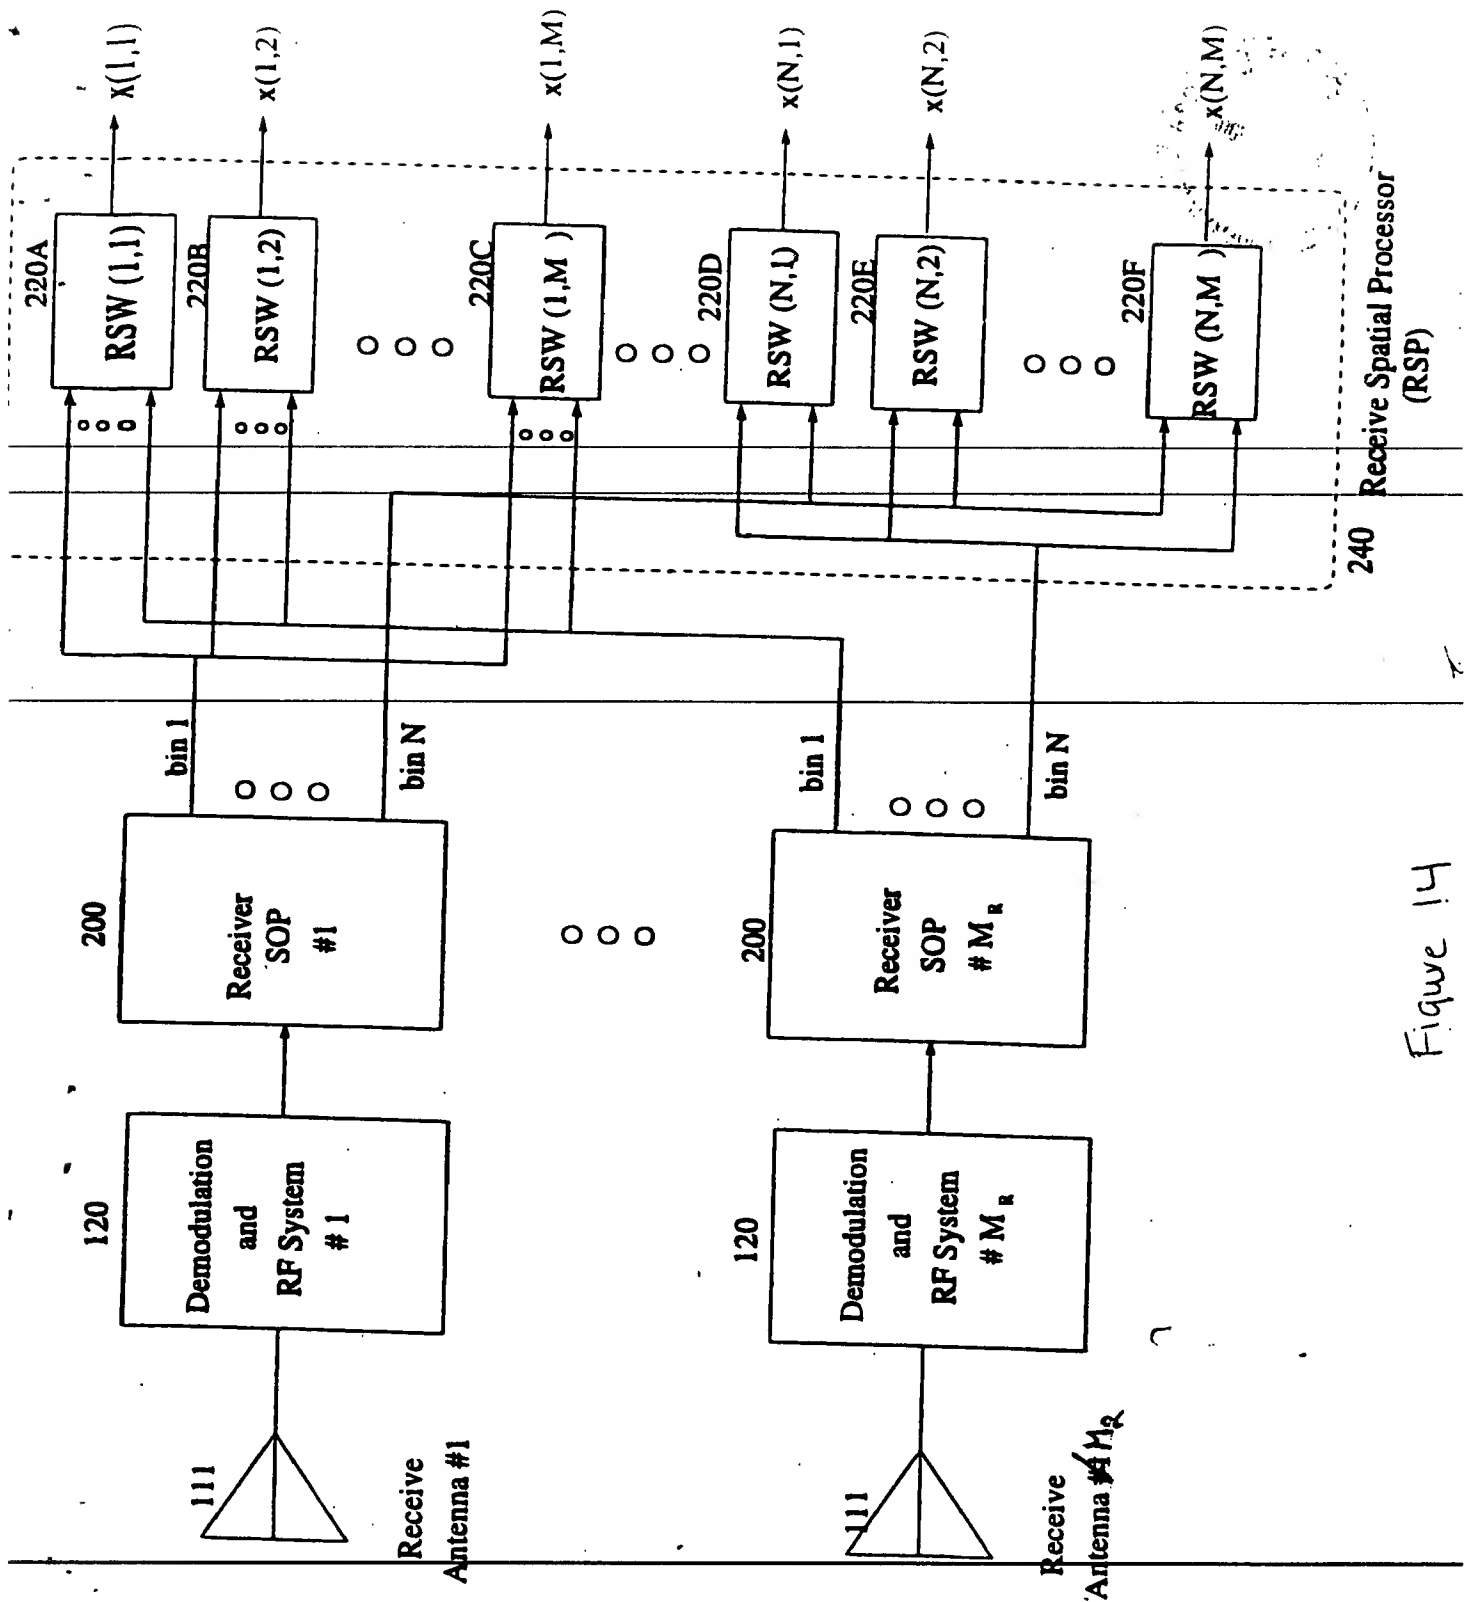 111
Receive
Antenna #1
120
Demodulation
and
RF System
# 1
200
Receiver
SOP
#1
bin 1
bin N
220A
RSW (1,1)
X(1,1)
220B
RSW (1,2)
x(1,2)
220C
RSW (1,M )
x(1,M)
220D
RSW (N,1)
x(N,1)
220E
RSW (N,2)
x(N,2)
220F
RSW (N,M )
x(N,M)
111
Receive
Antenna # M_R
120
Demodulation
and
RF System
# M_R
200
Receiver
SOP
# M_R
bin 1
bin N
240
Receive Spatial Processor
(RSP)
Figure 14